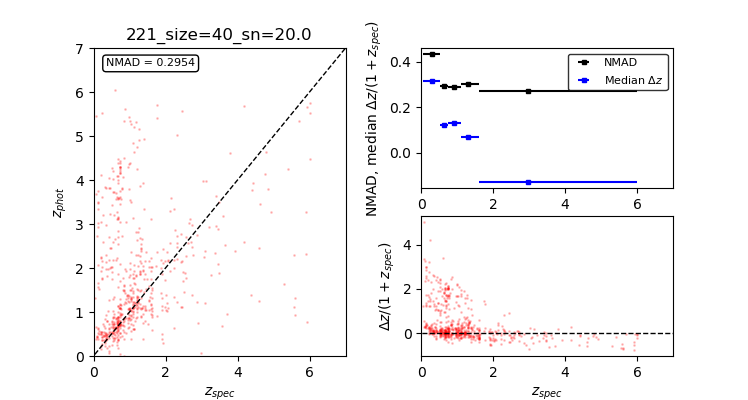 221_size=40_sn=20.0
NMAD = 0.2954
7
6
5
4
3
2
1
0
z_phot
0 2 4 6
z_spec
NMAD, median Δz/(1 + z_spec)
0.4
0.2
0.0
NMAD
Median Δz
0 2 4 6
Δz/(1 + z_spec)
4
2
0
0 2 4 6
z_spec